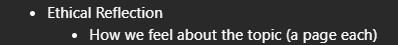 • Ethical Reflection
• How we feel about the topic (a page each)